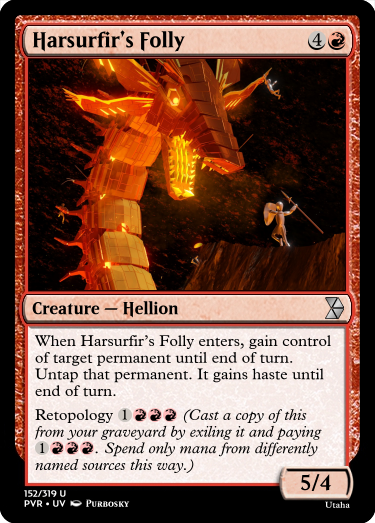 Harsurfir's Folly 4
Creature — Hellion
When Harsurfir's Folly enters, gain control
of target permanent until end of turn.
Untap that permanent. It gains haste until
end of turn.
Retopology 1 (Cast a copy of this
from your graveyard by exiling it and paying
1 . Spend only mana from differently
named sources this way.)
5/4
152/319 U
PVR • UV Purbosky
Utaha